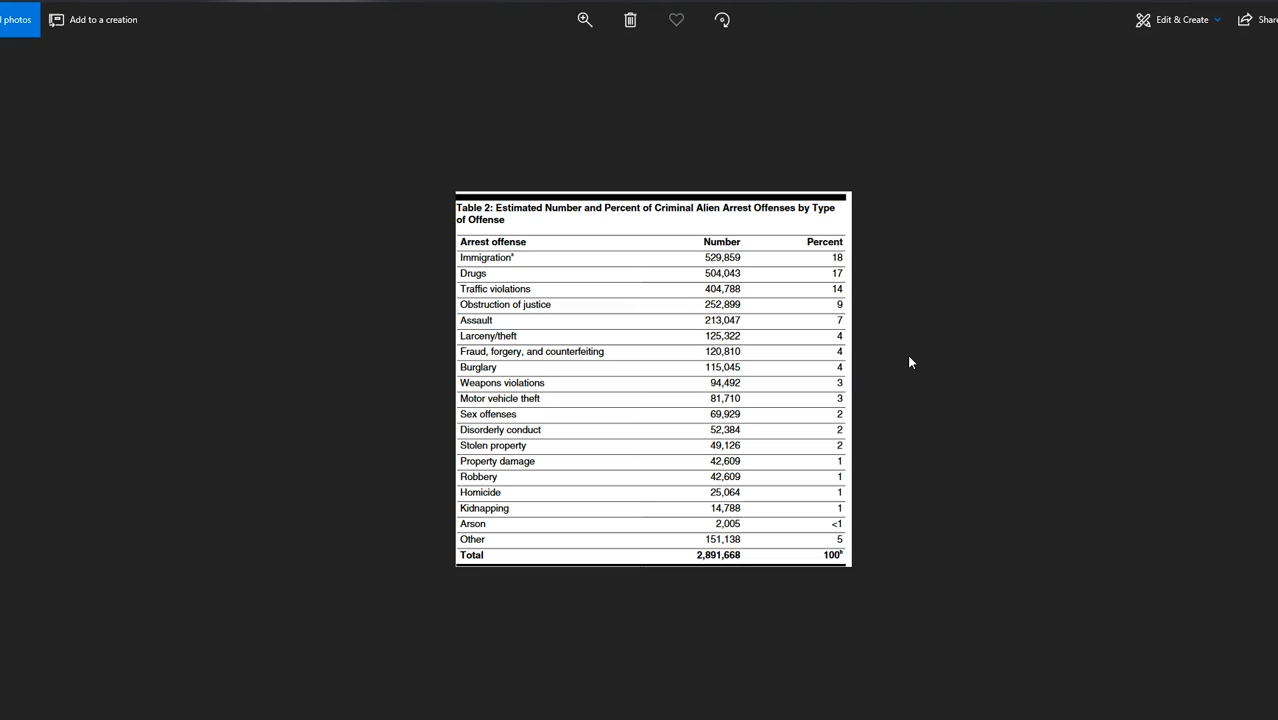 l photos Add to a creation Edit & Create Share
Table 2: Estimated Number and Percent of Criminal Alien Arrest Offenses by Type
of Offense
Arrest offense Number Percent
Immigrationª 529,859 18
Drugs 504,043 17
Traffic violations 404,788 14
Obstruction of justice 252,899 9
Assault 213,047 7
Larceny/theft 125,322 4
Fraud, forgery, and counterfeiting 120,810 4
Burglary 115,045 4
Weapons violations 94,492 3
Motor vehicle theft 81,710 3
Sex offenses 69,929 2
Disorderly conduct 52,384 2
Stolen property 49,126 2
Property damage 42,609 1
Robbery 42,609 1
Homicide 25,064 1
Kidnapping 14,788 1
Arson 2,005 <1
Other 151,138 5
Total 2,891,668 100ᵇ